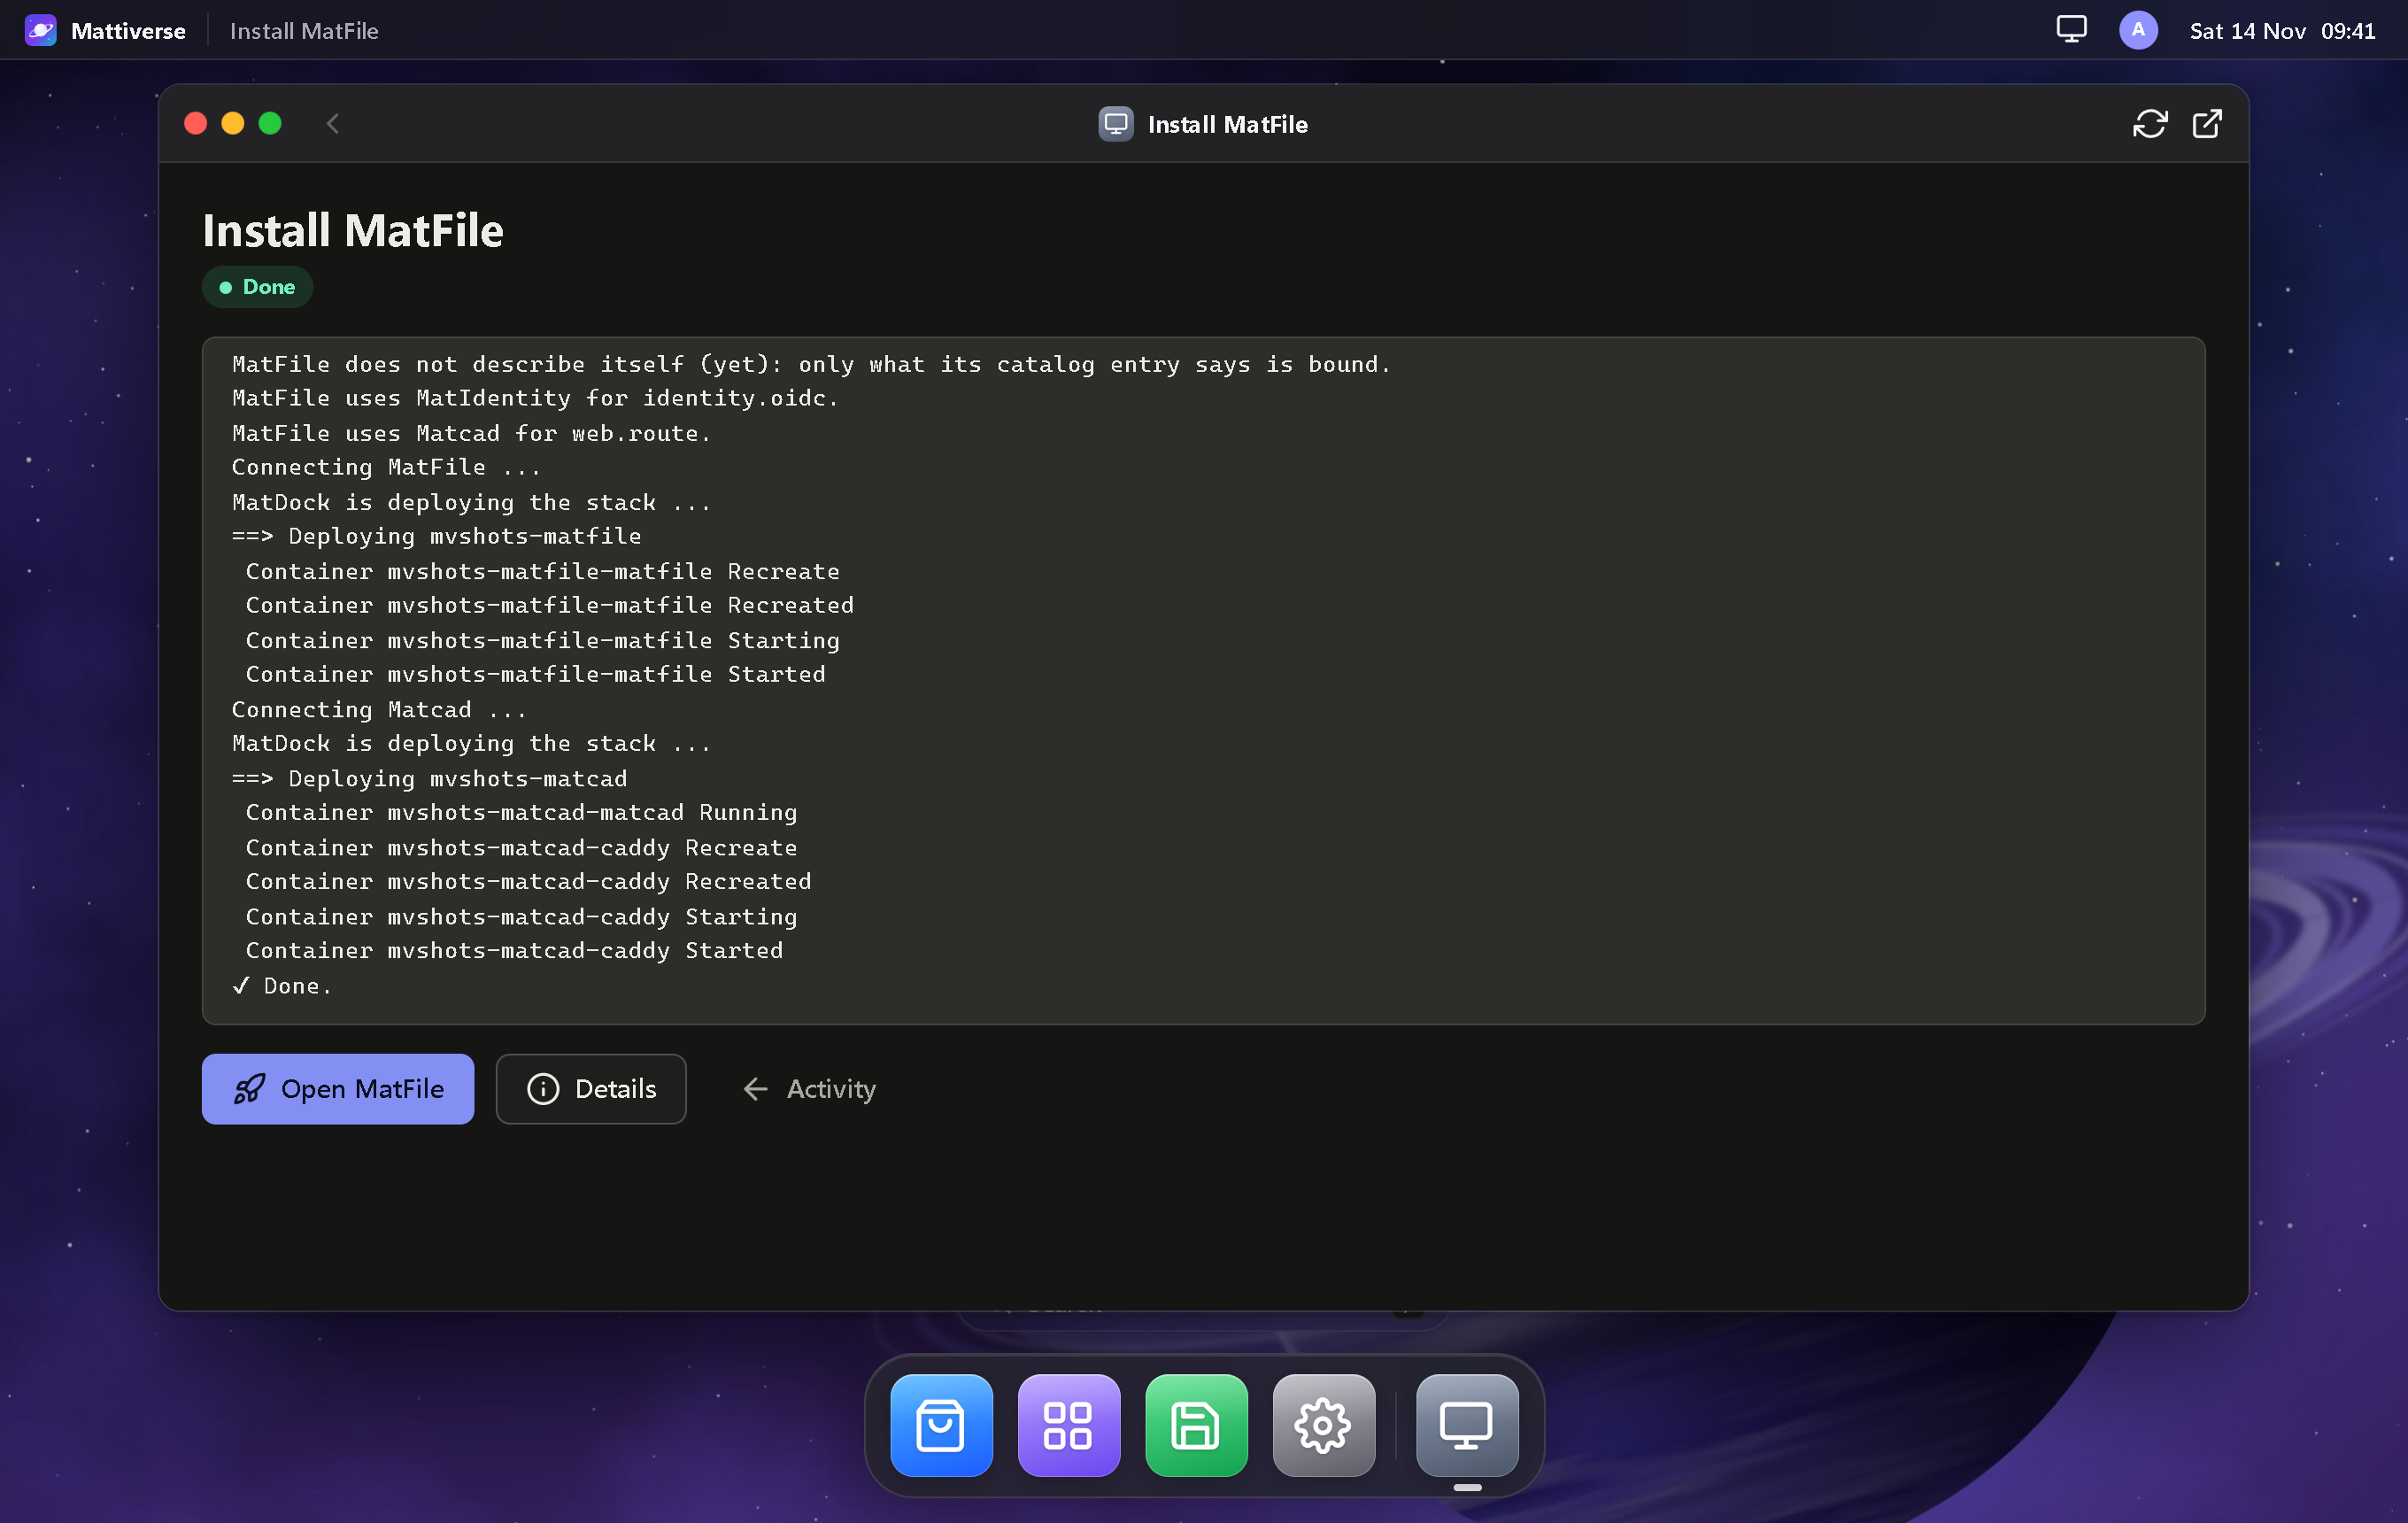 Mattiverse
Install MatFile
A
Sat 14 Nov 09:41
Install MatFile
Install MatFile
Done
MatFile does not describe itself (yet): only what its catalog entry says is bound.
MatFile uses MatIdentity for identity.oidc.
MatFile uses Matcad for web.route.
Connecting MatFile ...
MatDock is deploying the stack ...
==> Deploying mvshots-matfile
Container mvshots-matfile-matfile Recreate
Container mvshots-matfile-matfile Recreated
Container mvshots-matfile-matfile Starting
Container mvshots-matfile-matfile Started
Connecting Matcad ...
MatDock is deploying the stack ...
==> Deploying mvshots-matcad
Container mvshots-matcad-matcad Running
Container mvshots-matcad-caddy Recreate
Container mvshots-matcad-caddy Recreated
Container mvshots-matcad-caddy Starting
Container mvshots-matcad-caddy Started
✓ Done.
Open MatFile
Details
← Activity